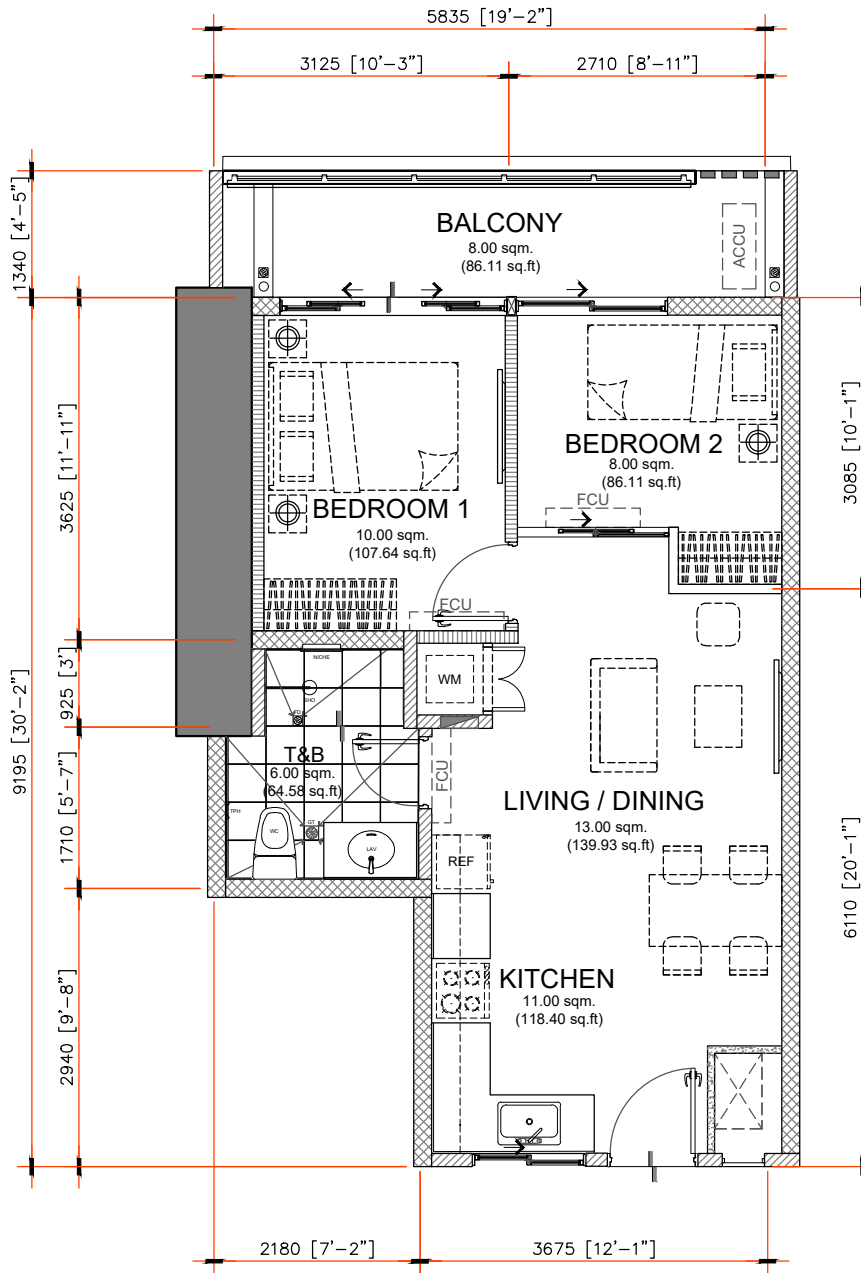 5835 [19'-2"]
3125 [10'-3"]
2710 [8'-11"]
1340 [4'-5"]
BALCONY
8.00 sqm.
(86.11 sq.ft)
ACCU
3625 [11'-11"]
3085 [10'-1"]
BEDROOM 2
8.00 sqm.
(86.11 sq.ft)
FCU
BEDROOM 1
10.00 sqm.
(107.64 sq.ft)
FCU
9195 [30'-2"]
925 [3']
NICHE
SHO
FD
WM
T&B
6.00 sqm.
(64.58 sq.ft)
FCU
1710 [5'-7"]
TPH
WC
GT
LAV
LIVING / DINING
13.00 sqm.
(139.93 sq.ft)
REF
6110 [20'-1"]
KITCHEN
11.00 sqm.
(118.40 sq.ft)
2940 [9'-8"]
2180 [7'-2"]
3675 [12'-1"]